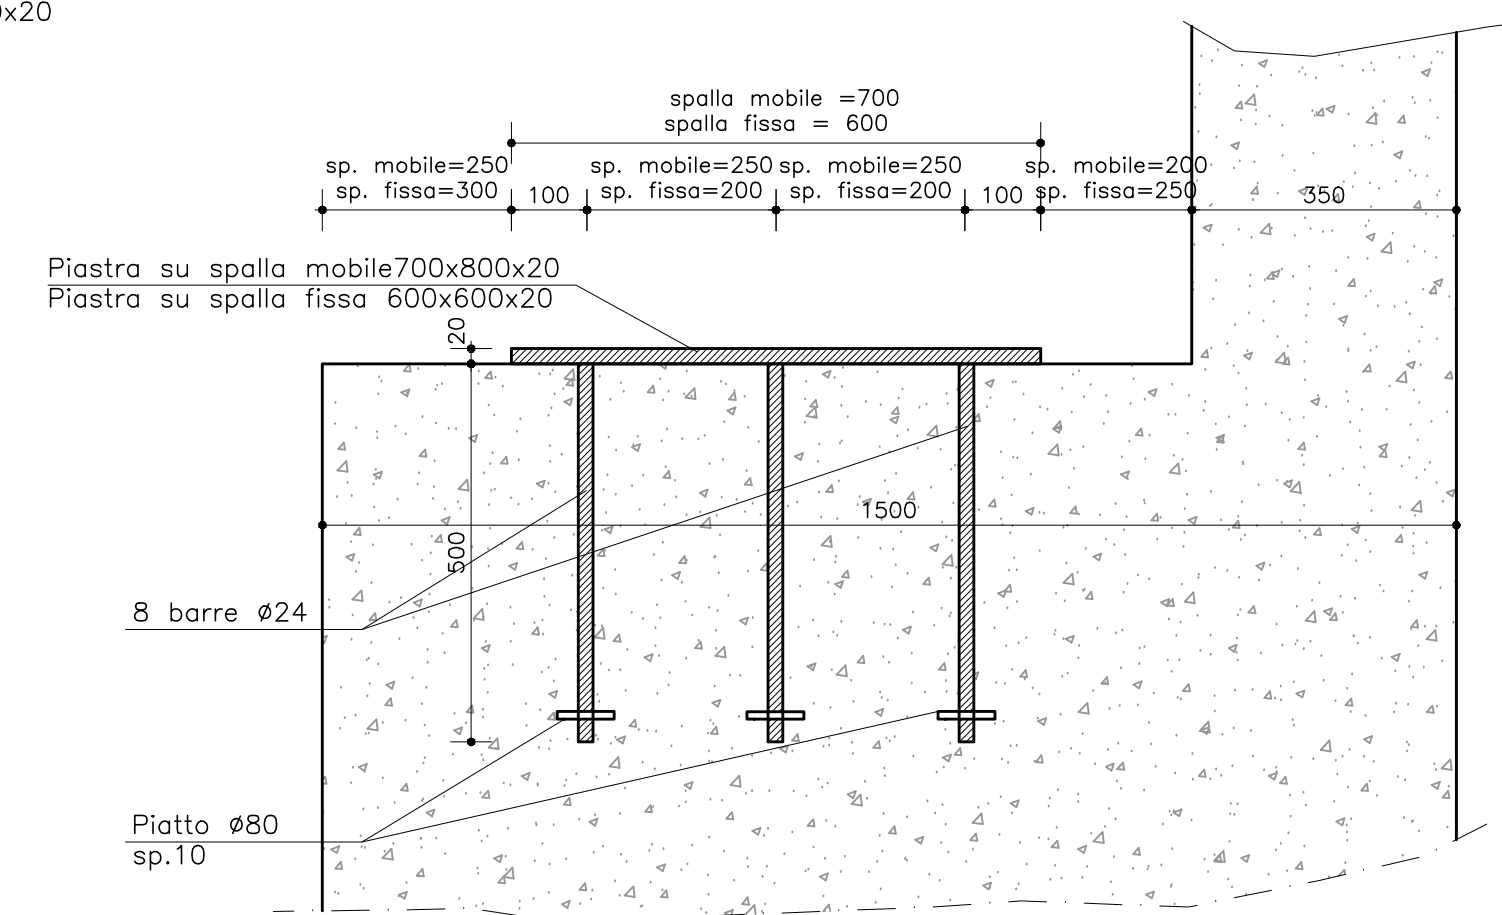 x20
spalla mobile =700
spalla fissa = 600
sp. mobile=250
sp. fissa=300
100
sp. mobile=250
sp. fissa=200
sp. mobile=250
sp. fissa=200
100
sp. mobile=200
sp. fissa=250
350
Piastra su spalla mobile700x800x20
Piastra su spalla fissa 600x600x20
20
1500
500
8 barre Ø24
Piatto Ø80
sp.10